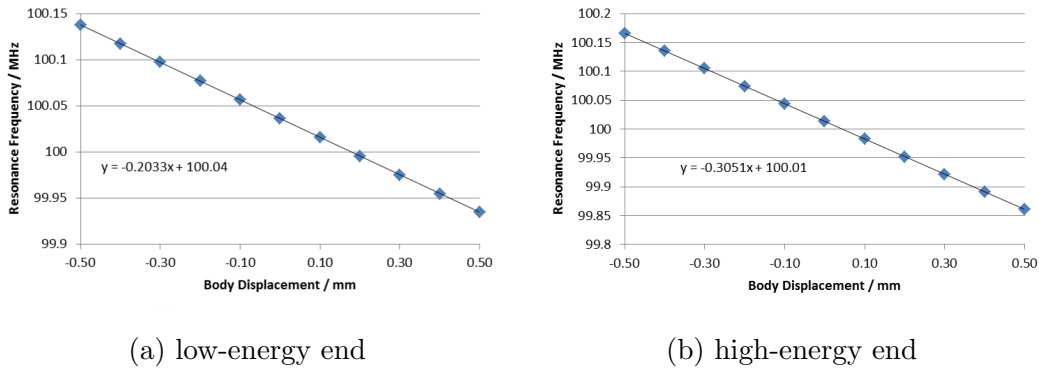 100.15
100.1
100.05
100
99.95
99.9
Resonance Frequency / MHz
y = -0.2033x + 100.04
-0.50 -0.30 -0.10 0.10 0.30 0.50
Body Displacement / mm
(a) low-energy end
100.2
100.15
100.1
100.05
100
99.95
99.9
99.85
99.8
Resonance Frequency / MHz
y = -0.3051x + 100.01
-0.50 -0.30 -0.10 0.10 0.30 0.50
Body Displacement / mm
(b) high-energy end